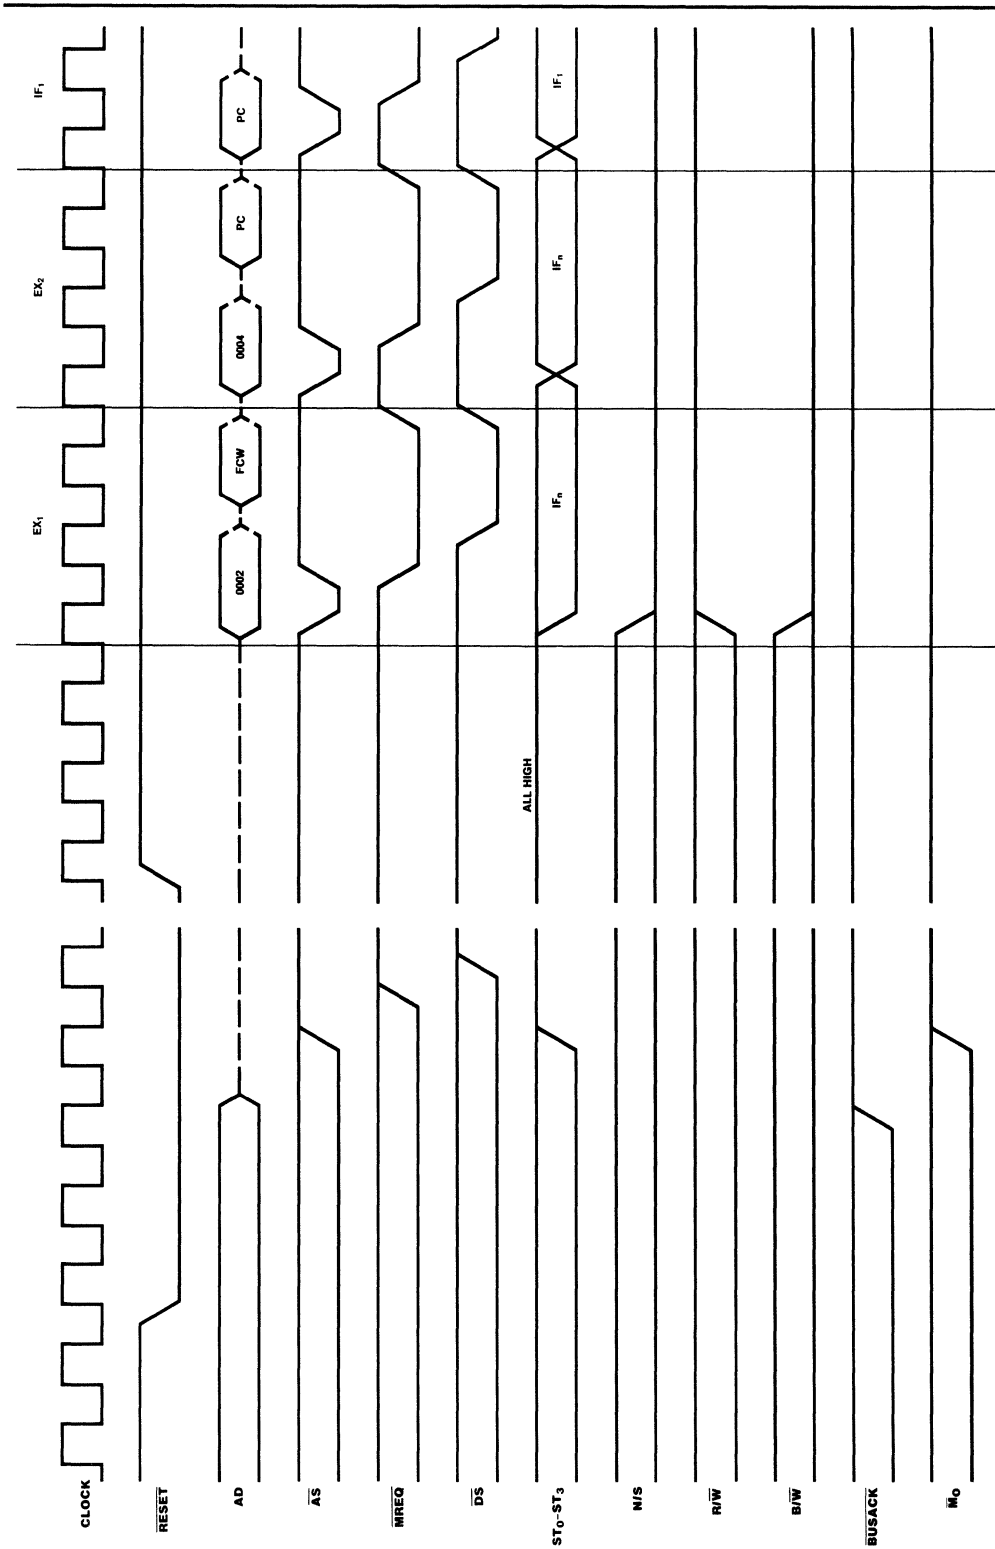 EX₁
EX₂
IF₁
CLOCK
RESET
AD
0002
FCW
0004
PC
PC
AS
MREQ
DS
ST₀-ST₃
ALL HIGH
IFₙ
IFₙ
IF₁
N/S
R/W
B/W
BUSACK
M₀